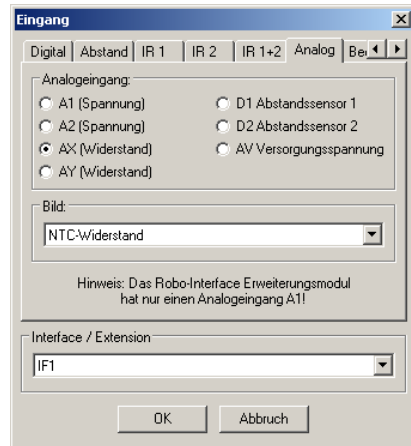 Eingang
Digital Abstand IR 1 IR 2 IR 1+2 Analog
Analogeingang:
A1 (Spannung) D1 Abstandssensor 1
A2 (Spannung) D2 Abstandssensor 2
AX (Widerstand) AV Versorgungsspannung
AY (Widerstand)
Bild:
NTC-Widerstand
Hinweis: Das Robo-Interface Erweiterungsmodul
hat nur einen Analogeingang A1!
Interface / Extension
IF1
OK Abbruch